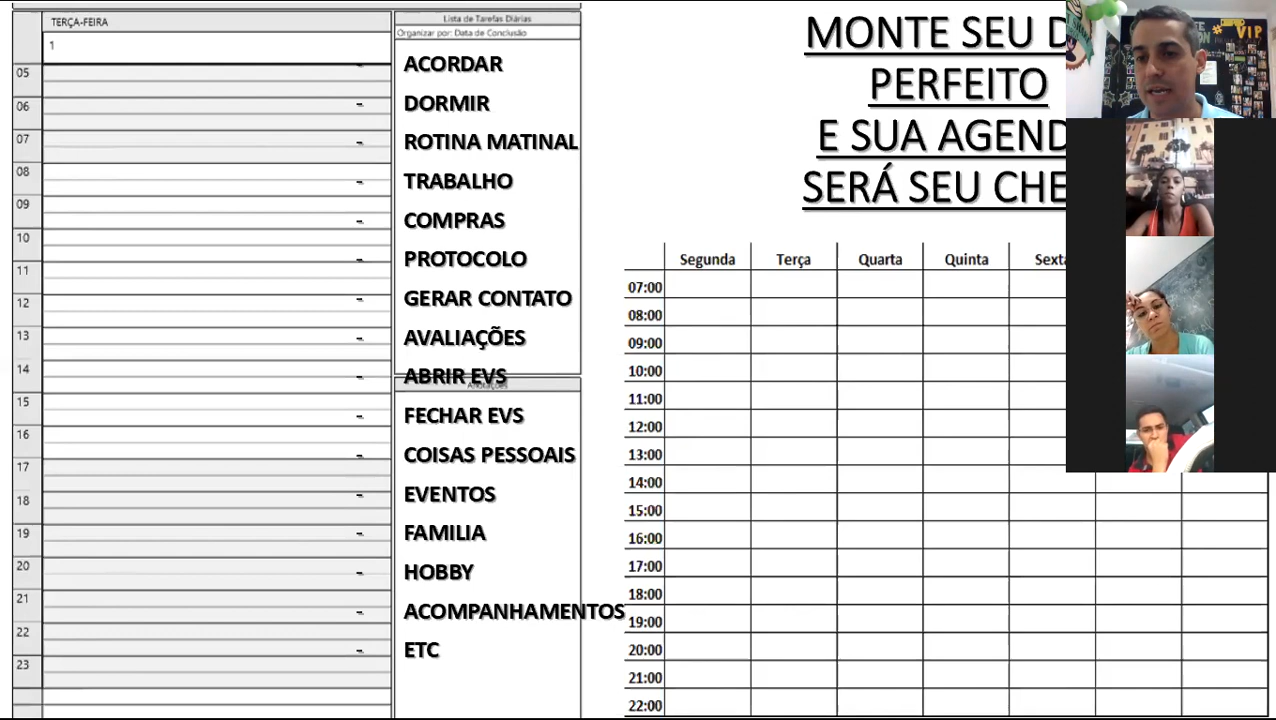 TERÇA-FEIRA
1
05
06
07
08
09
10
11
12
13
14
15
16
17
18
19
20
21
22
23
Lista de Tarefas Diárias
Organizar por: Data de Conclusão
- ACORDAR
- DORMIR
- ROTINA MATINAL
- TRABALHO
- COMPRAS
- PROTOCOLO
- GERAR CONTATO
- AVALIAÇÕES
- ABRIR EVS
Anotações
- FECHAR EVS
- COISAS PESSOAIS
- EVENTOS
- FAMILIA
- HOBBY
- ACOMPANHAMENTOS
- ETC
MONTE SEU D
PERFEITO
E SUA AGEND
SERÁ SEU CHE
Segunda Terça Quarta Quinta Sexta
07:00
08:00
09:00
10:00
11:00
12:00
13:00
14:00
15:00
16:00
17:00
18:00
19:00
20:00
21:00
22:00
VIP